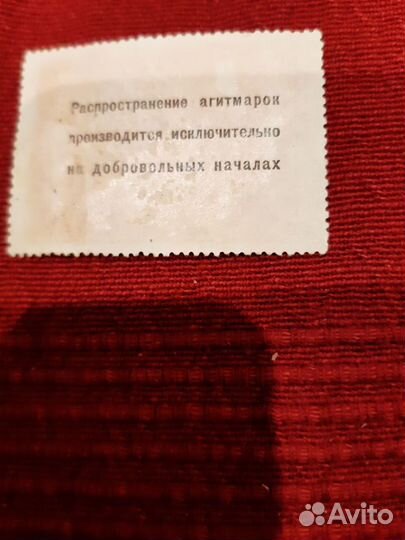 Распространение агитмарок
производится исключительно
на добровольных началах
Avito